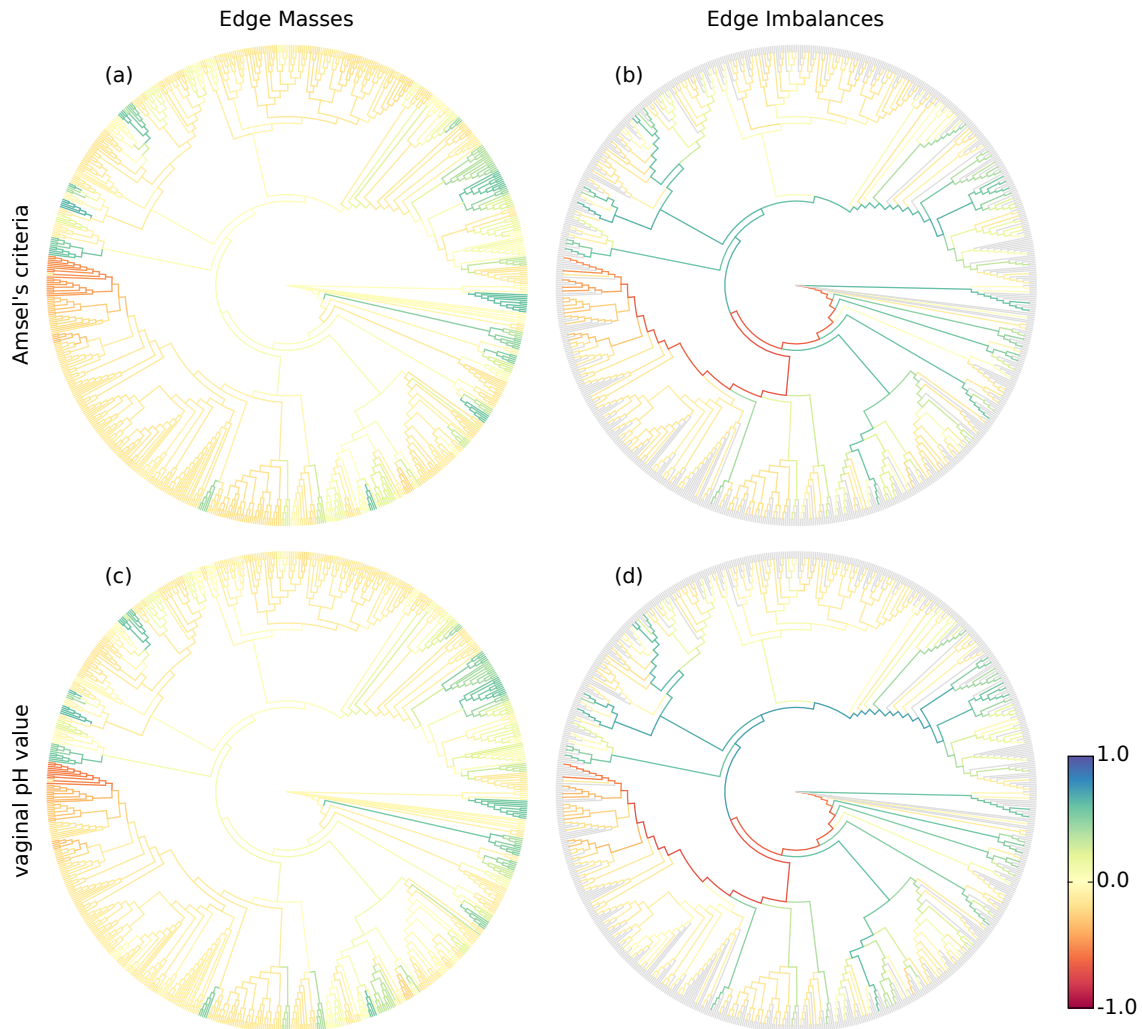 Edge Masses
Edge Imbalances
(a)
(b)
Amsel's criteria
(c)
(d)
vaginal pH value
1.0
0.0
-1.0